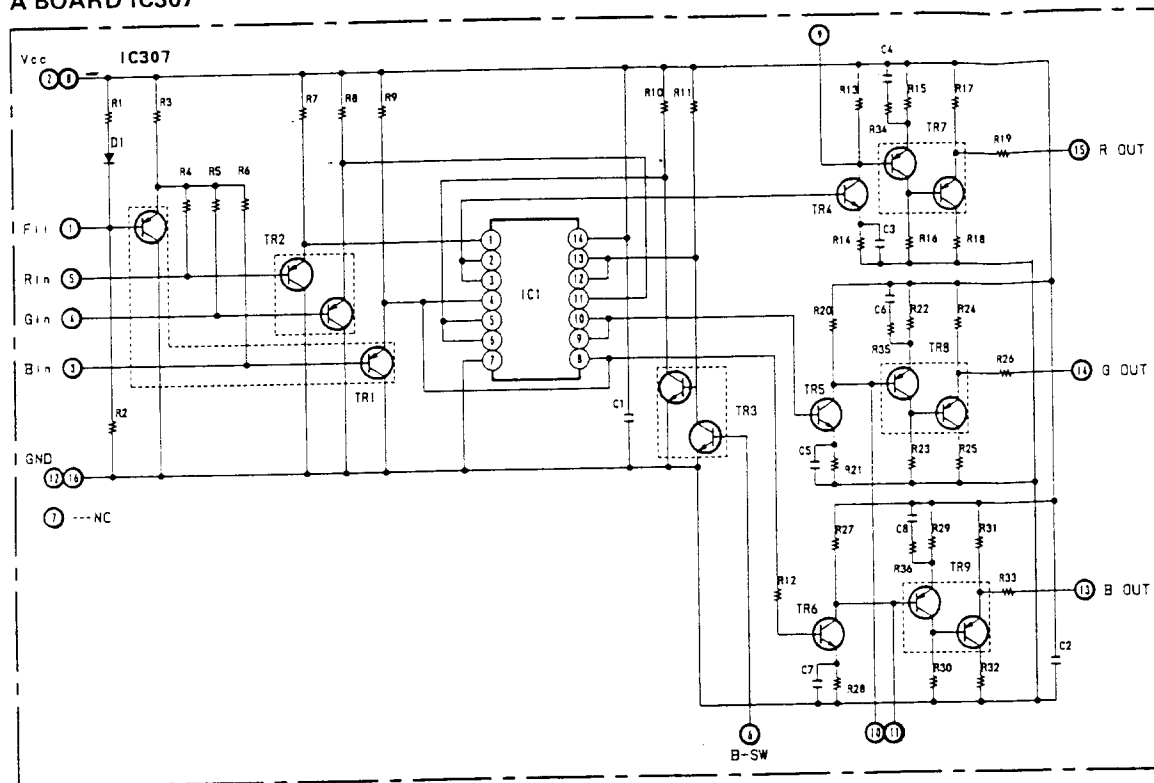 A BOARD IC307
Vcc
IC307
2 8
9
C4
R1
R3
R7
R8
R9
R10
R11
R13
R15
R17
R34
TR7
R19
D1
15 R OUT
R4
R5
R6
TR4
1
TR2
1
14
C3
R14
R16
R18
2
13
Rin 5
3
12
IC1
4
11
C6
R20
R22
R24
Gin 4
5
10
R35
TR8
R26
6
9
14 G OUT
Bin 3
7
8
TR5
TR1
TR3
C1
R2
C5
R21
R23
R25
GND
12 16
7 ---NC
C8
R27
R29
R31
R36
TR9
R12
R33
13 B OUT
TR6
C2
C7
R28
R30
R32
6
10 11
B-SW